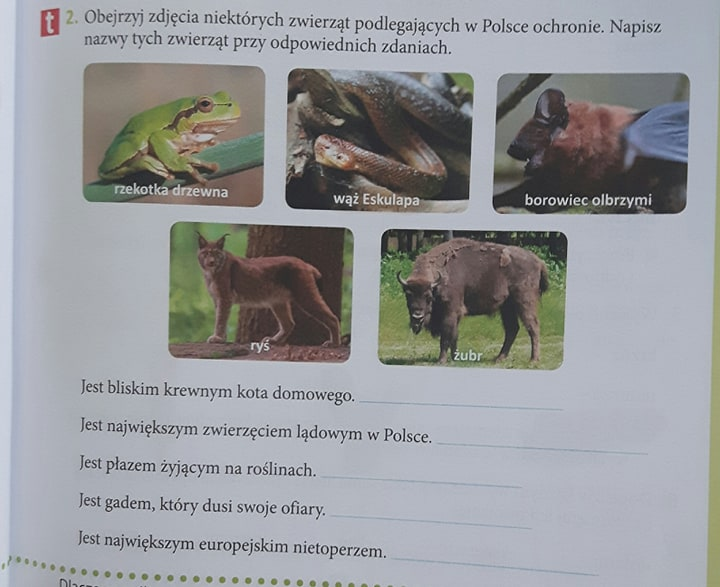 t 2. Obejrzyj zdjęcia niektórych zwierząt podlegających w Polsce ochronie. Napisz
nazwy tych zwierząt przy odpowiednich zdaniach.
rzekotka drzewna
wąż Eskulapa
borowiec olbrzymi
ryś
żubr
Jest bliskim krewnym kota domowego.
Jest największym zwierzęciem lądowym w Polsce.
Jest płazem żyjącym na roślinach.
Jest gadem, który dusi swoje ofiary.
Jest największym europejskim nietoperzem.